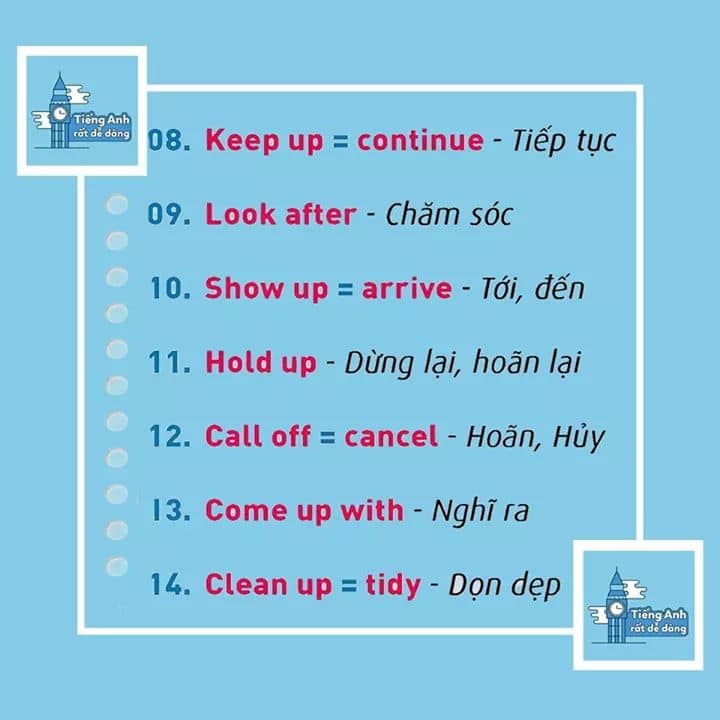 Tiếng Anh
rất dễ dàng
08. Keep up = continue - Tiếp tục
09. Look after - Chăm sóc
10. Show up = arrive - Tới, đến
11. Hold up - Dừng lại, hoãn lại
12. Call off = cancel - Hoãn, Hủy
13. Come up with - Nghĩ ra
14. Clean up = tidy - Dọn dẹp
Tiếng Anh
rất dễ dàng